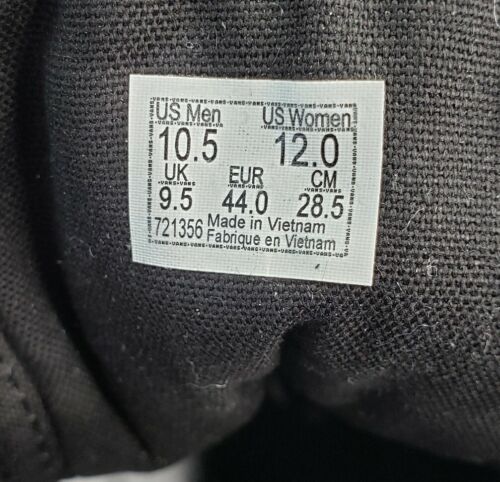 US Men US Women
10.5 12.0
UK EUR CM
9.5 44.0 28.5
721356 Made in Vietnam
Fabrique en Vietnam